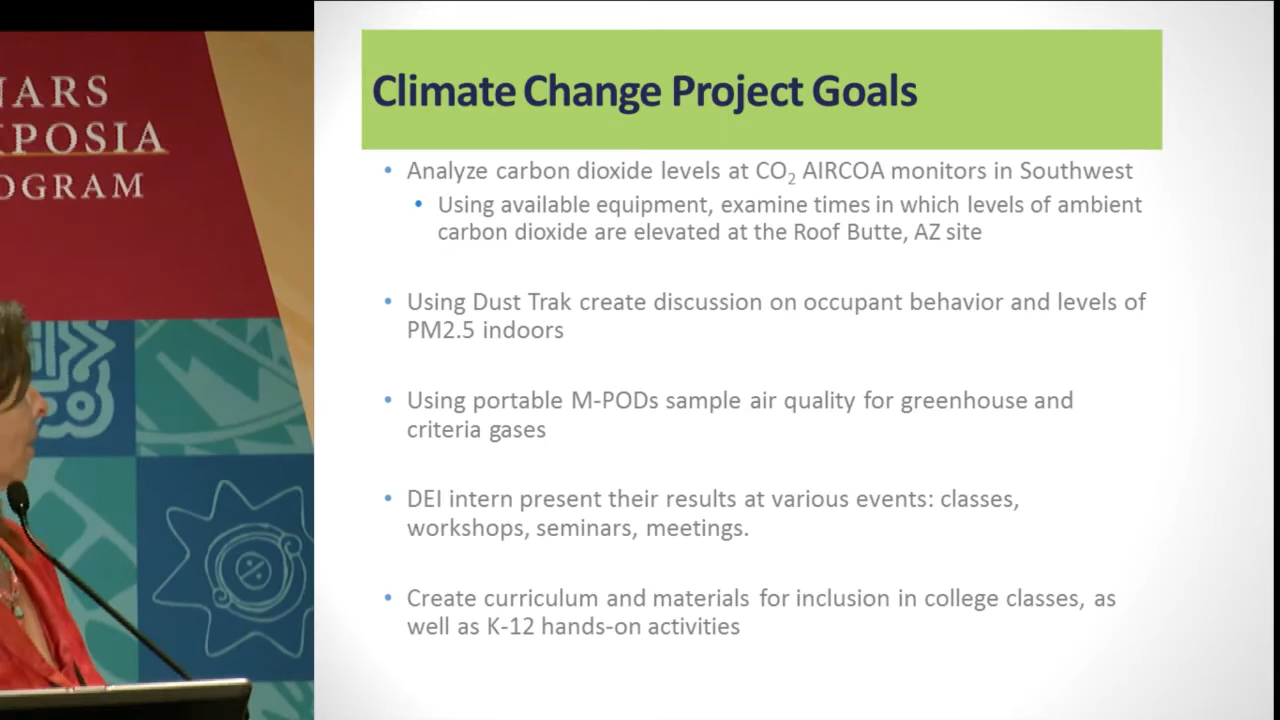 Climate Change Project Goals
• Analyze carbon dioxide levels at CO₂ AIRCOA monitors in Southwest
• Using available equipment, examine times in which levels of ambient
carbon dioxide are elevated at the Roof Butte, AZ site
• Using Dust Trak create discussion on occupant behavior and levels of
PM2.5 indoors
• Using portable M-PODs sample air quality for greenhouse and
criteria gases
• DEI intern present their results at various events: classes,
workshops, seminars, meetings.
• Create curriculum and materials for inclusion in college classes, as
well as K-12 hands-on activities